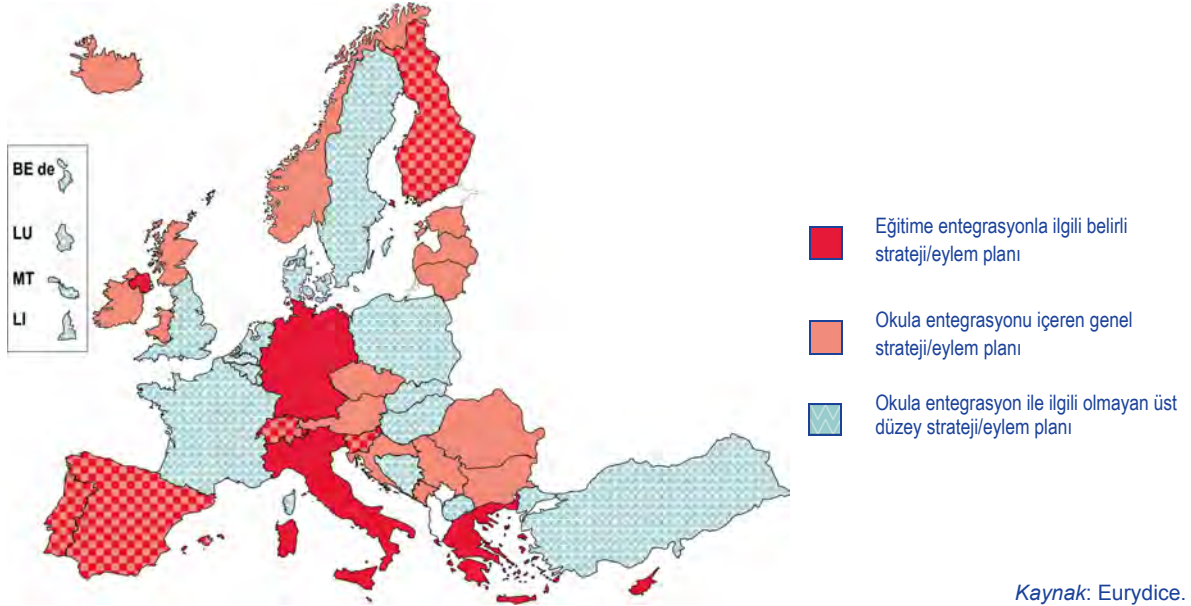 BE de
LU
MT
LI
Eğitime entegrasyonla ilgili belirli
strateji/eylem planı
Okula entegrasyonu içeren genel
strateji/eylem planı
Okula entegrasyon ile ilgili olmayan üst
düzey strateji/eylem planı
Kaynak: Eurydice.